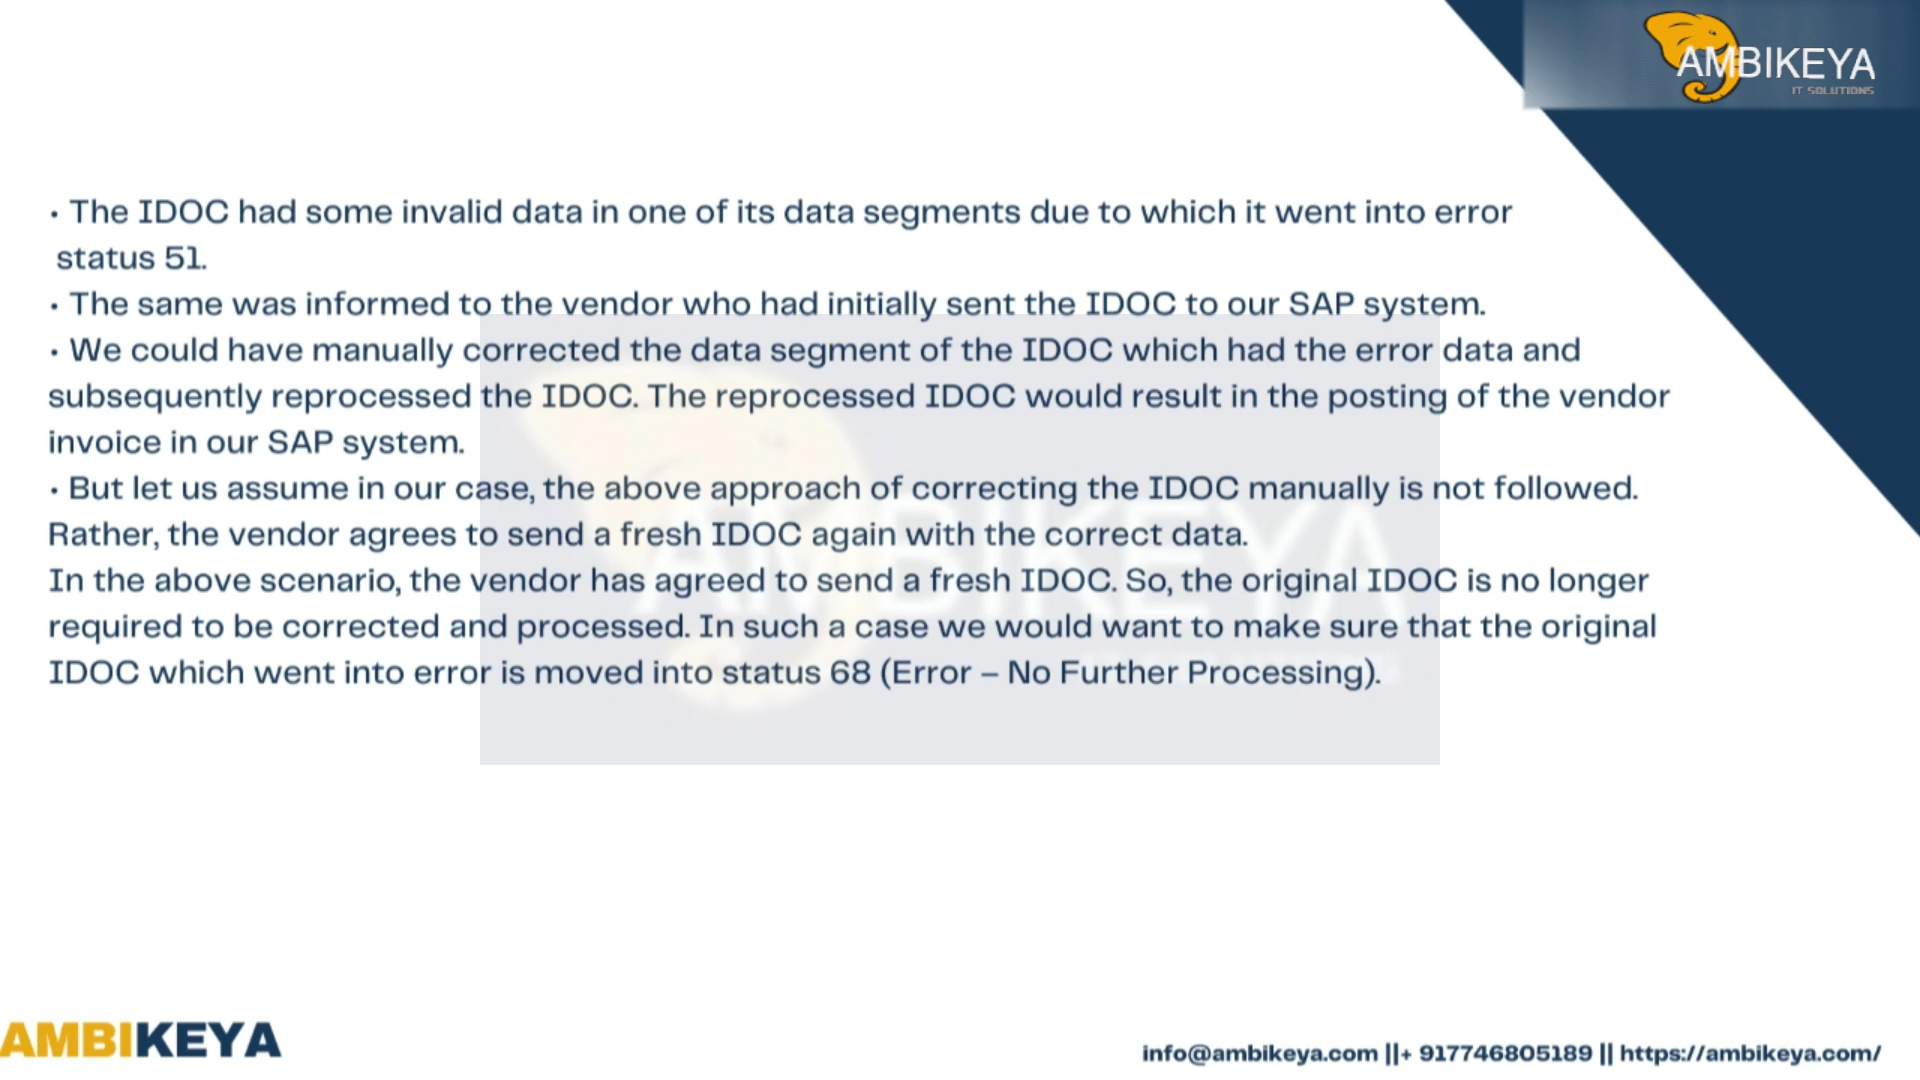 AMBIKEYA
IT SOLUTIONS
• The IDOC had some invalid data in one of its data segments due to which it went into error
status 51.
• The same was informed to the vendor who had initially sent the IDOC to our SAP system.
• We could have manually corrected the data segment of the IDOC which had the error data and
subsequently reprocessed the IDOC. The reprocessed IDOC would result in the posting of the vendor
invoice in our SAP system.
• But let us assume in our case, the above approach of correcting the IDOC manually is not followed.
Rather, the vendor agrees to send a fresh IDOC again with the correct data.
In the above scenario, the vendor has agreed to send a fresh IDOC. So, the original IDOC is no longer
required to be corrected and processed. In such a case we would want to make sure that the original
IDOC which went into error is moved into status 68 (Error – No Further Processing).
AMBIKEYA
AMBIKEYA
info@ambikeya.com ||+ 917746805189 || https://ambikeya.com/